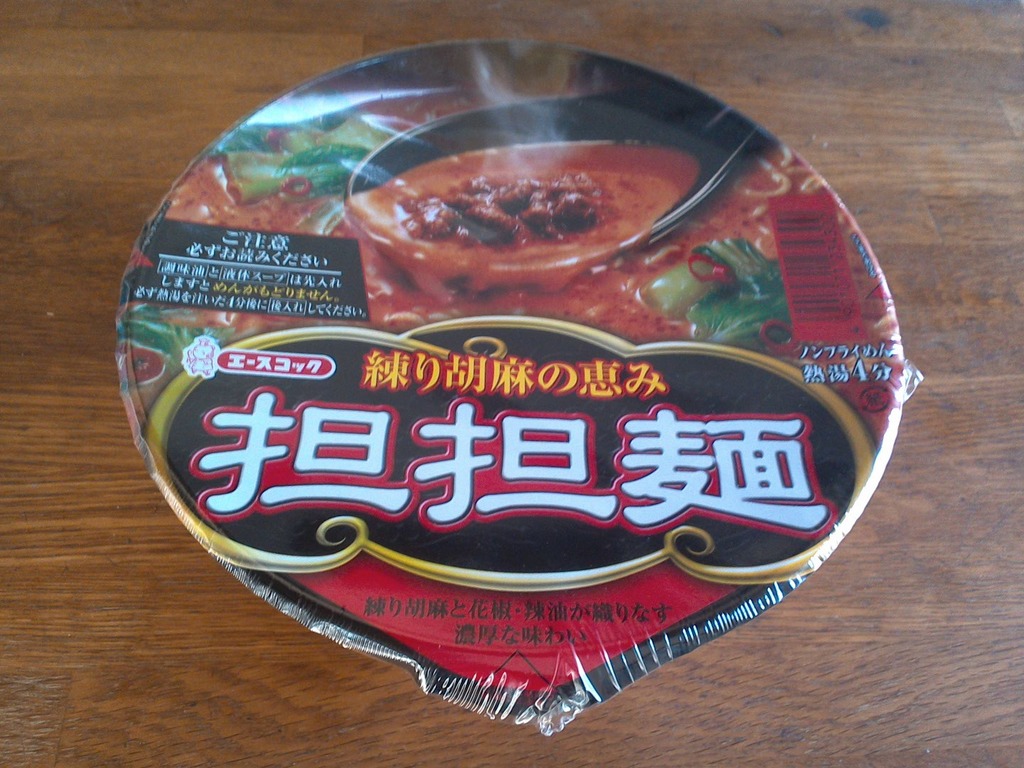 ご注意
必ずお読みください
調味油と液体スープは先入れ
しますとめんがもどりません。
必ず熱湯を注いだ4分後に後入れしてください。
エースコック
練り胡麻の恵み
担担麺
ノンフライめん
熱湯4分
練り胡麻と花椒・辣油が織りなす
濃厚な味わい